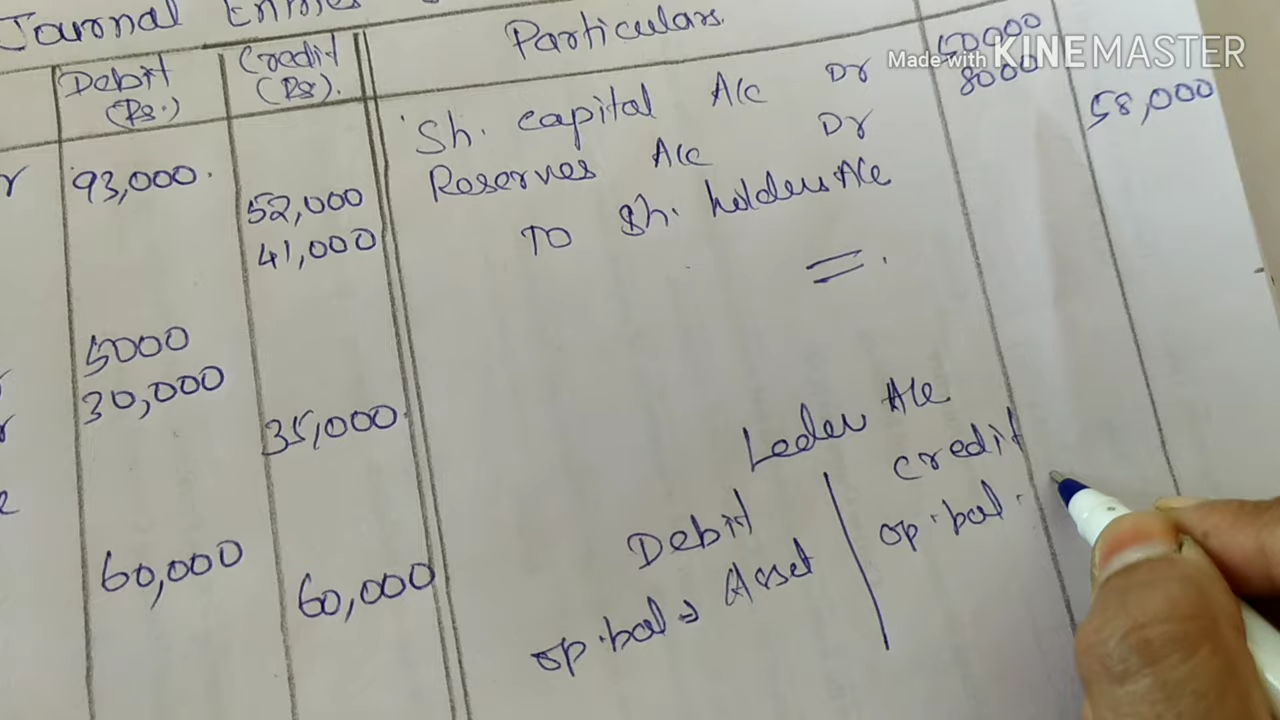 Journal Entries
Debit
(Rs.)
Credit
(Rs).
93,000.
52,000
41,000
5000
30,000
35,000.
60,000
60,000
Particulars.
Sh. capital A/c Dr
50000
Reserves A/c Dr
8000
To Sh. holders A/c
58,000
Leder A/c
Debit
credit
op.bal → Asset
op.bal.
Made with KINEMASTER